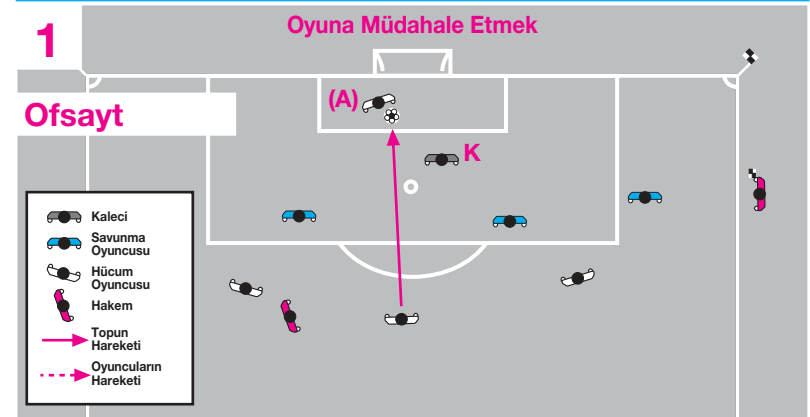 1
Oyuna Müdahale Etmek
Ofsayt
(A)
K
Kaleci
Savunma
Oyuncusu
Hücum
Oyuncusu
Hakem
Topun
Hareketi
Oyuncuların
Hareketi